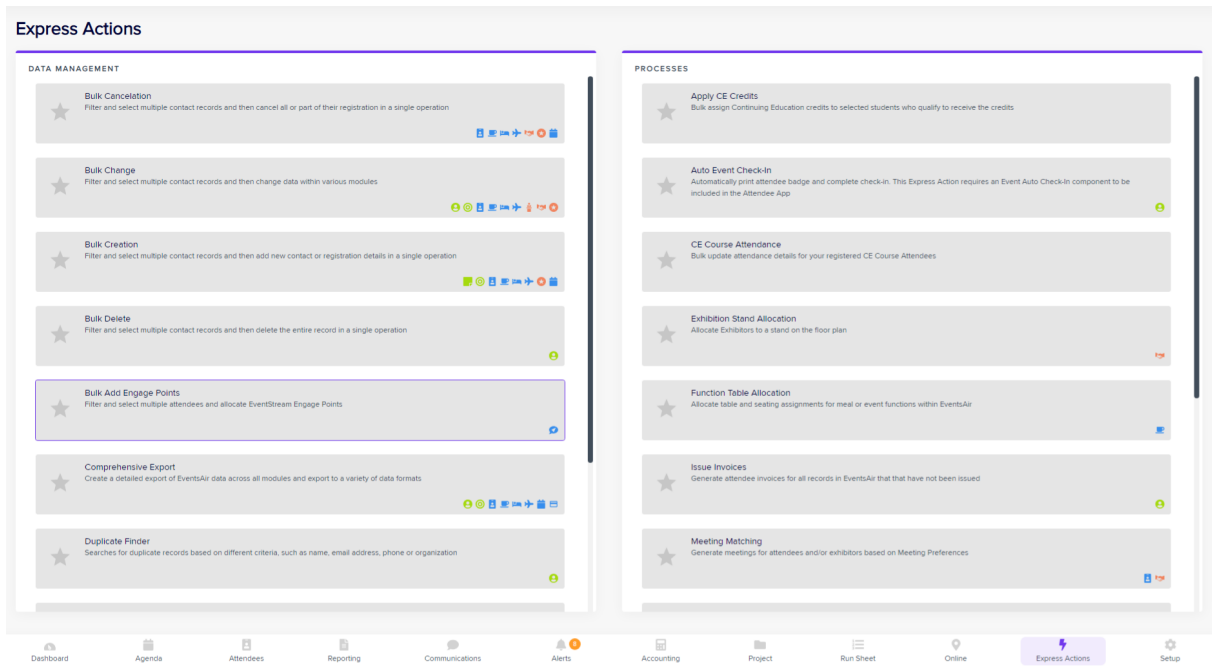 Express Actions
DATA MANAGEMENT
Bulk Cancelation
Filter and select multiple contact records and then cancel all or part of their registration in a single operation
Bulk Change
Filter and select multiple contact records and then change data within various modules
Bulk Creation
Filter and select multiple contact records and then add new contact or registration details in a single operation
Bulk Delete
Filter and select multiple contact records and then delete the entire record in a single operation
Bulk Add Engage Points
Filter and select multiple attendees and allocate EventStream Engage Points
Comprehensive Export
Create a detailed export of EventsAir data across all modules and export to a variety of data formats
Duplicate Finder
Searches for duplicate records based on different criteria, such as name, email address, phone or organization
PROCESSES
Apply CE Credits
Bulk assign Continuing Education credits to selected students who qualify to receive the credits
Auto Event Check-In
Automatically print attendee badge and complete check-in. This Express Action requires an Event Auto Check-In component to be
included in the Attendee App
CE Course Attendance
Bulk update attendance details for your registered CE Course Attendees
Exhibition Stand Allocation
Allocate Exhibitors to a stand on the floor plan
Function Table Allocation
Allocate table and seating assignments for meal or event functions within EventsAir
Issue Invoices
Generate attendee invoices for all records in EventsAir that that have not been issued
Meeting Matching
Generate meetings for attendees and/or exhibitors based on Meeting Preferences
Dashboard
Agenda
Attendees
Reporting
Communications
Alerts
Accounting
Project
Run Sheet
Online
Express Actions
Setup